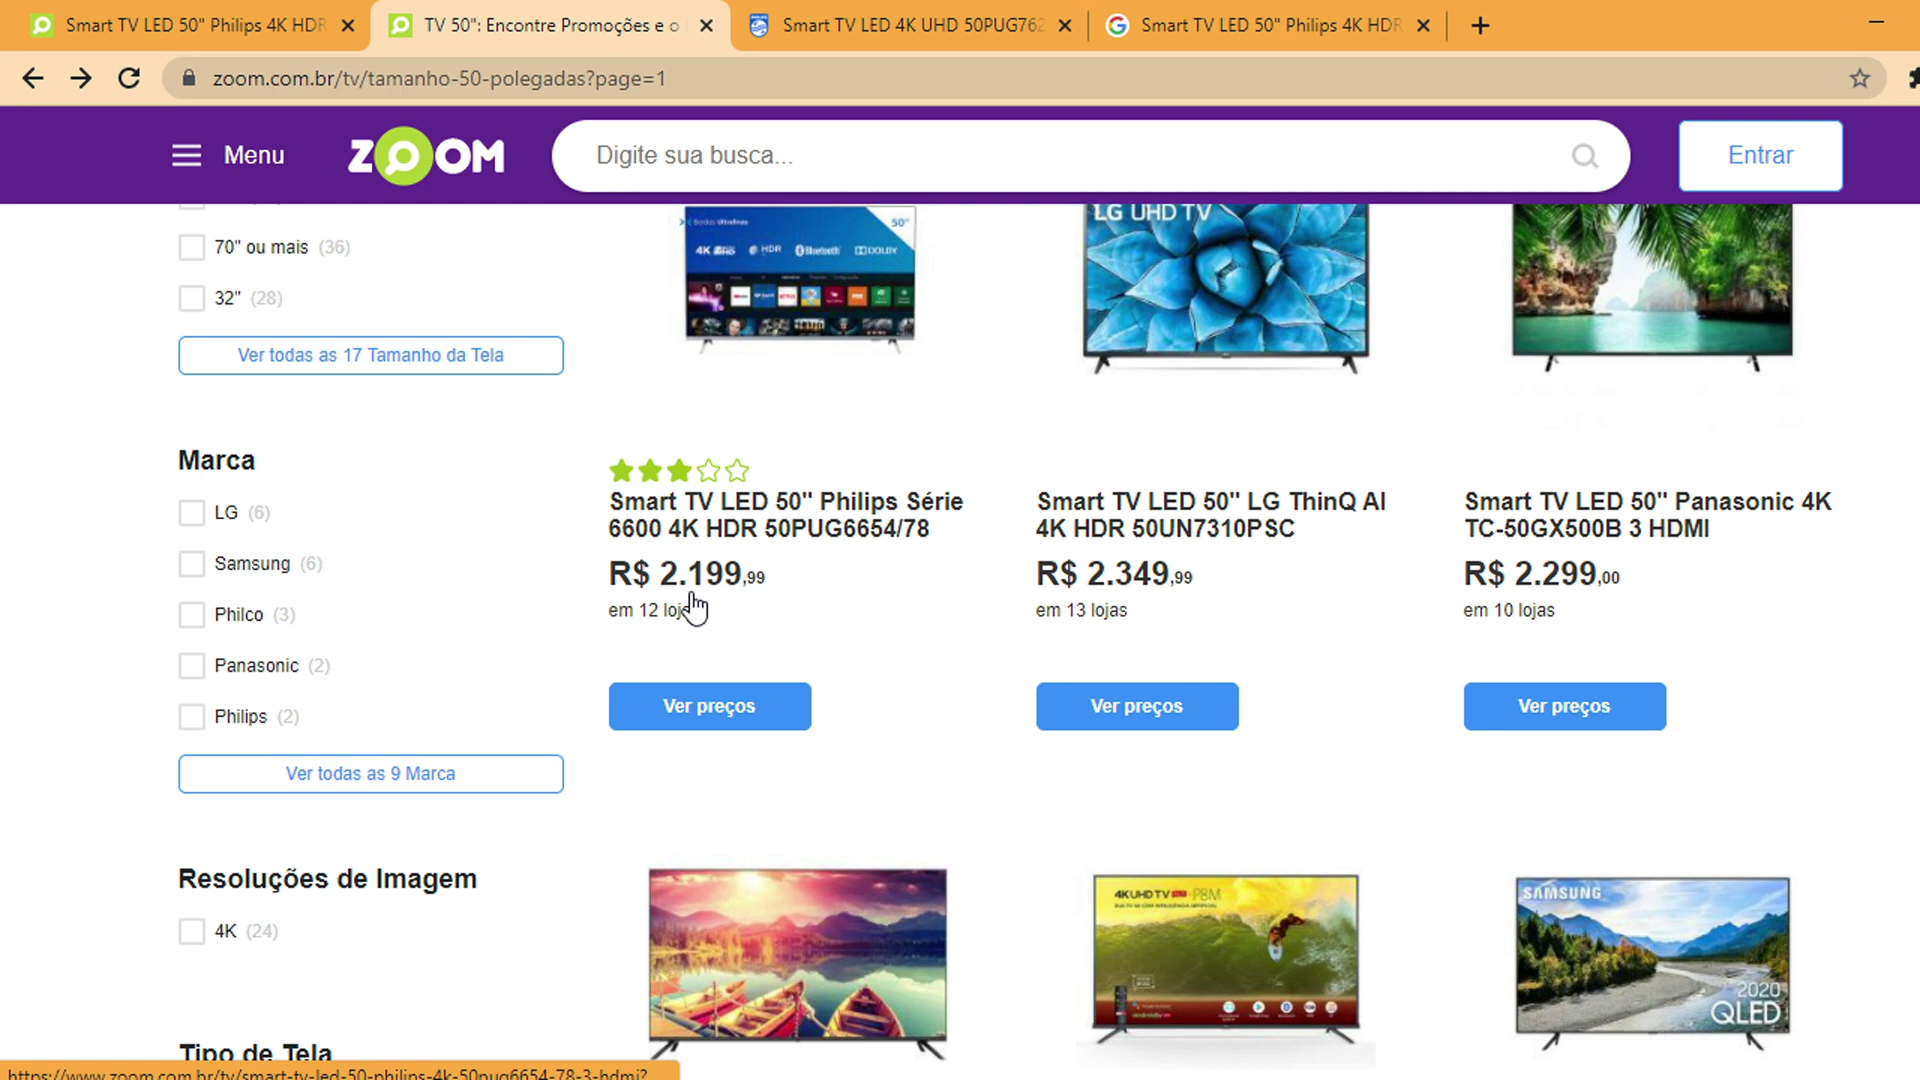 Smart TV LED 50" Philips 4K HDR
TV 50": Encontre Promoções e o
Smart TV LED 4K UHD 50PUG762
Smart TV LED 50" Philips 4K HDR
zoom.com.br/tv/tamanho-50-polegadas?page=1
Menu
ZOOM
Digite sua busca...
Entrar
70" ou mais (36)
32" (28)
Ver todas as 17 Tamanho da Tela
Bordas Ultrafinas
50"
4K HDR Bluetooth DOLBY
LG UHD TV
Marca
LG (6)
Samsung (6)
Philco (3)
Panasonic (2)
Philips (2)
Ver todas as 9 Marca
Smart TV LED 50" Philips Série
6600 4K HDR 50PUG6654/78
R$ 2.199,99
em 12 loj
Ver preços
Smart TV LED 50" LG ThinQ AI
4K HDR 50UN7310PSC
R$ 2.349,99
em 13 lojas
Ver preços
Smart TV LED 50" Panasonic 4K
TC-50GX500B 3 HDMI
R$ 2.299,00
em 10 lojas
Ver preços
Resoluções de Imagem
4K (24)
Tipo de Tela
4K UHD TV P8M
SAMSUNG
2020
QLED
https://www.zoom.com.br/tv/smart-tv-led-50-philips-4k-50pug6654-78-3-hdmi?